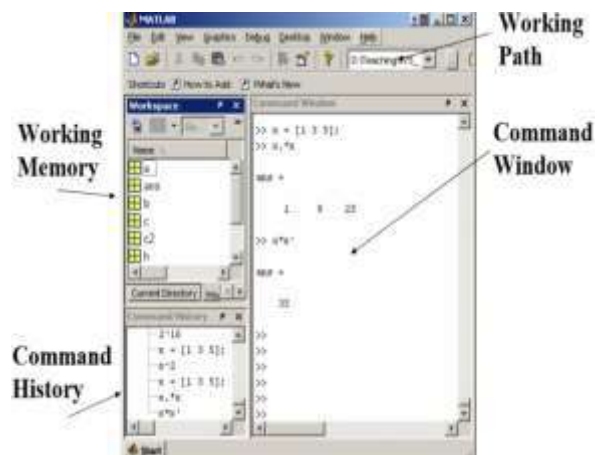 MATLAB
File Edit View Graphics Debug Desktop Window Help
Shortcuts How to Add What's New
Working
Path
Workspace
Command Window
Working
Memory
Name
a
ans
b
c
c2
h
Current Directory
>> x = [1 3 5];
>> x.*x
ans =
1 9 25
>> x*x'
ans =
35
>>
>>
>>
>>
>>
>>
Command
Window
Command History
2^16
x = [1 3 5];
x^2
x = [1 3 5];
x.*x
x*x'
Command
History
Start